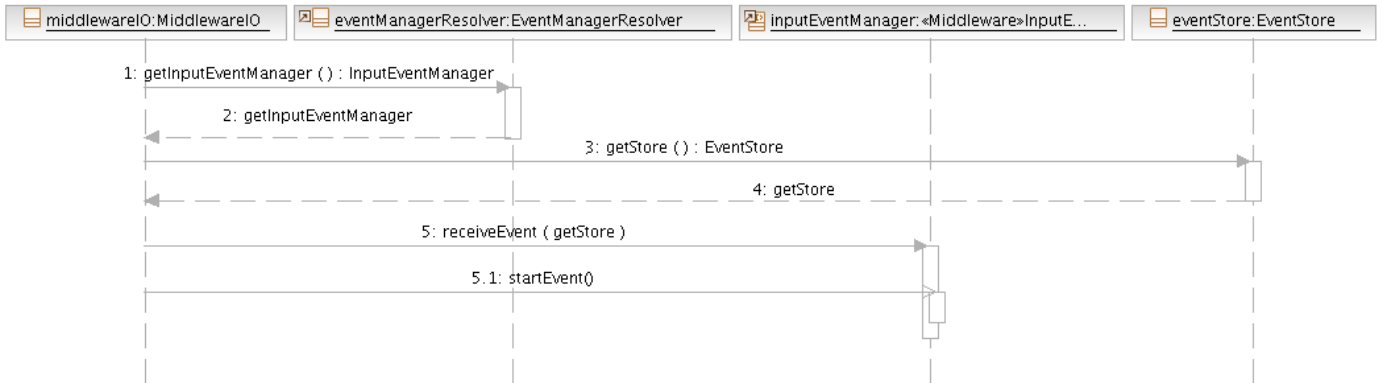 middlewareIO:MiddlewareIO
eventManagerResolver:EventManagerResolver
inputEventManager:«Middleware»InputE...
eventStore:EventStore
1: getInputEventManager ( ) : InputEventManager
2: getInputEventManager
3: getStore ( ) : EventStore
4: getStore
5: receiveEvent ( getStore )
5.1: startEvent()